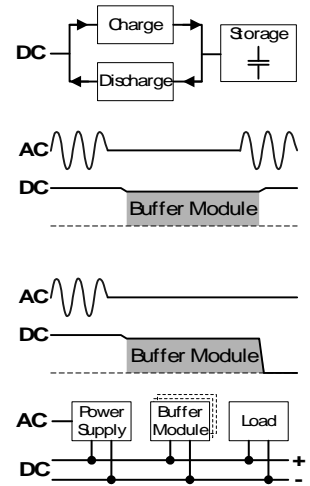 Charge
DC
Storage
Discharge
AC
DC
Buffer Module
AC
DC
Buffer Module
AC
Power Supply
Buffer Module
Load
DC
+
-